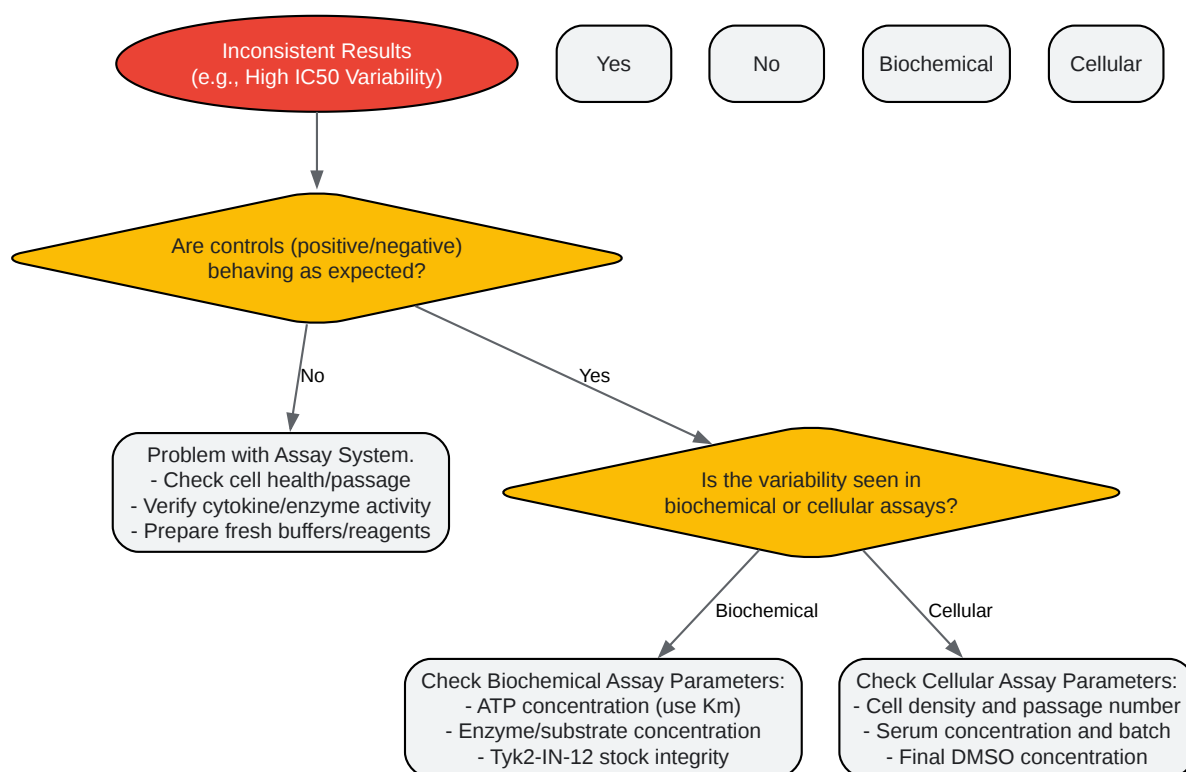 Inconsistent Results
(e.g., High IC50 Variability)
Yes
No
Biochemical
Cellular
Are controls (positive/negative)
behaving as expected?
No
Yes
Problem with Assay System.
- Check cell health/passage
- Verify cytokine/enzyme activity
- Prepare fresh buffers/reagents
Is the variability seen in
biochemical or cellular assays?
Biochemical
Cellular
Check Biochemical Assay Parameters:
- ATP concentration (use Km)
- Enzyme/substrate concentration
- Tyk2-IN-12 stock integrity
Check Cellular Assay Parameters:
- Cell density and passage number
- Serum concentration and batch
- Final DMSO concentration